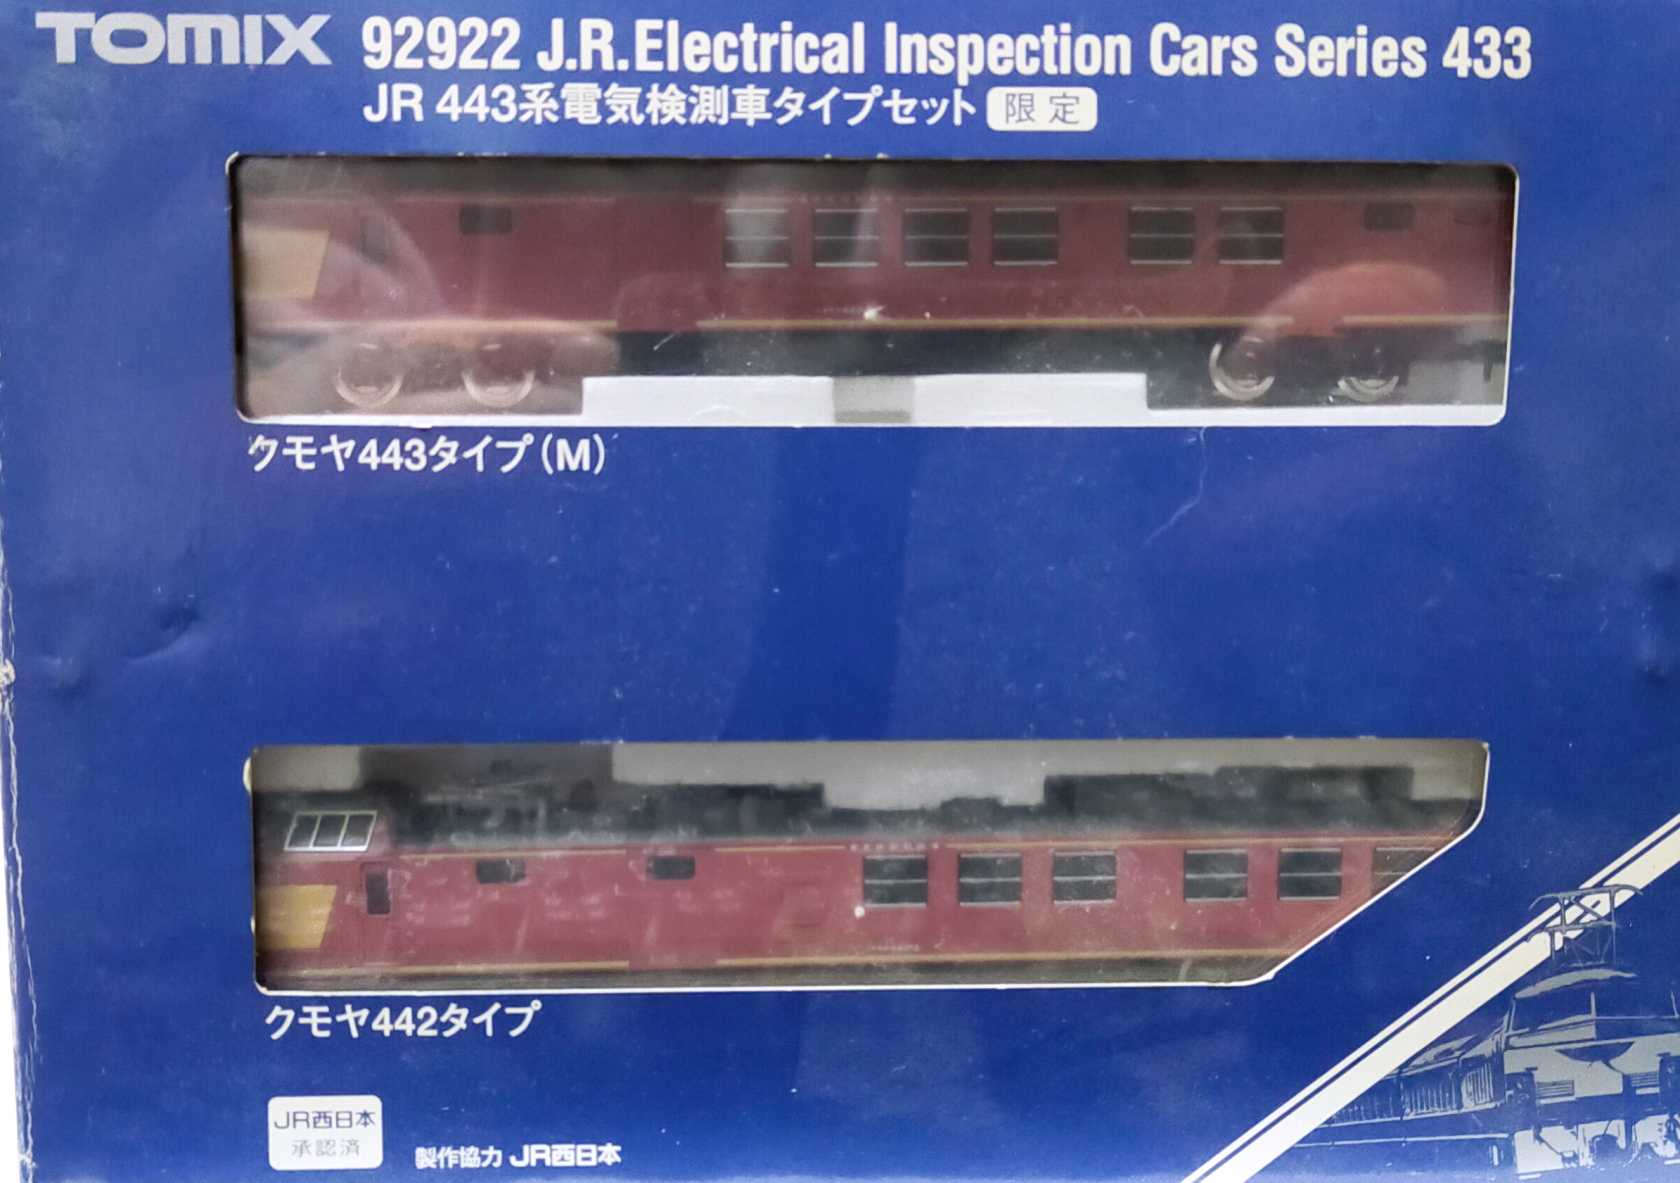 TOMIX 92922 J.R.Electrical Inspection Cars Series 433
JR 443系電気検測車タイプセット 限定
クモヤ443タイプ(M)
クモヤ442タイプ
JR西日本
承認済
製作協力 JR西日本